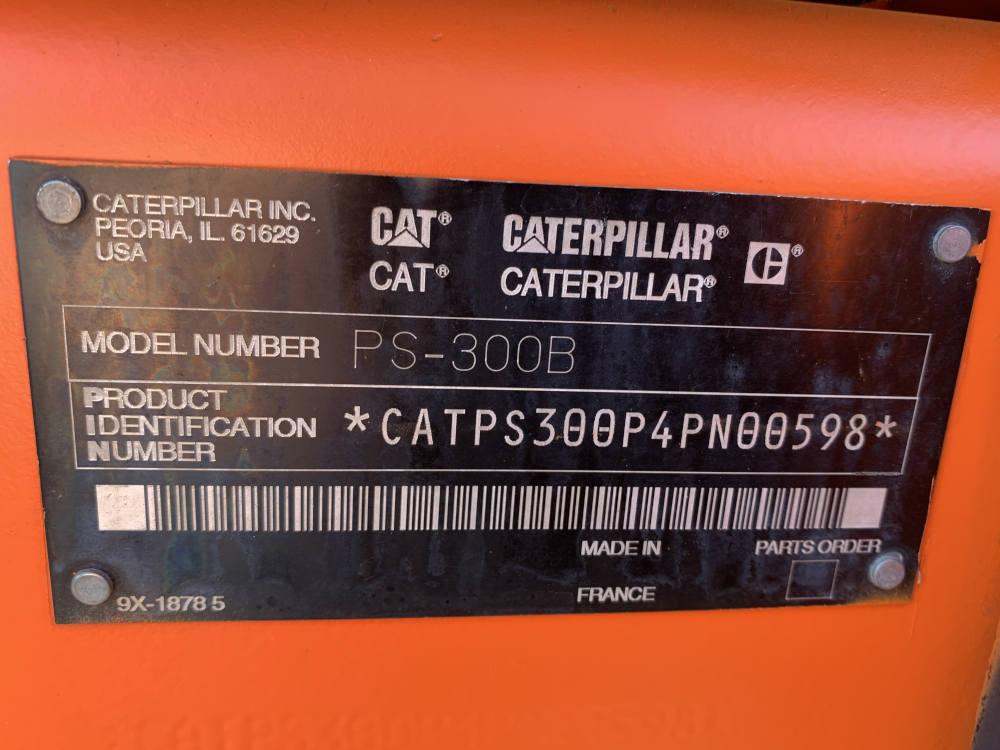 CATERPILLAR INC.
PEORIA, IL. 61629
USA
CAT® CATERPILLAR® C®
CAT® CATERPILLAR®
MODEL NUMBER PS-300B
PRODUCT
IDENTIFICATION
NUMBER
*CATPS300P4PN00598*
MADE IN
PARTS ORDER
FRANCE
9X-1878 5